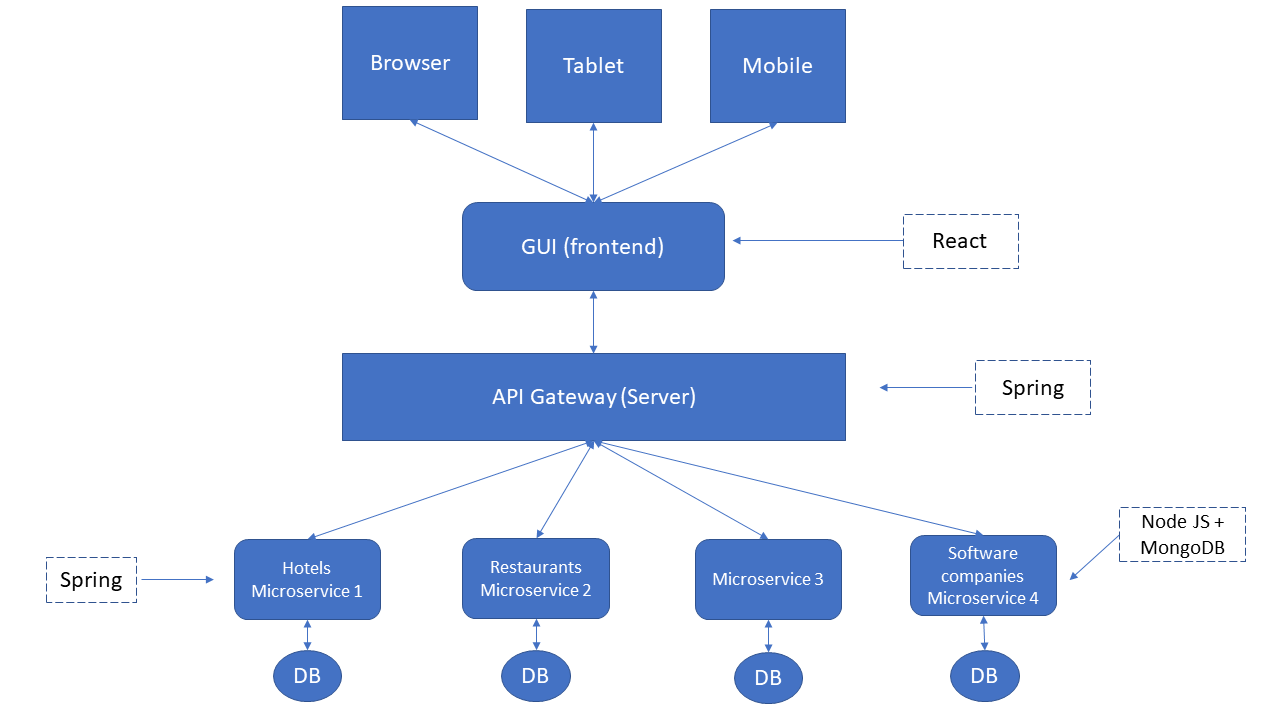 Browser
Tablet
Mobile
GUI (frontend)
React
API Gateway (Server)
Spring
Node JS +
MongoDB
Spring
Hotels
Microservice 1
Restaurants
Microservice 2
Microservice 3
Software
companies
Microservice 4
DB
DB
DB
DB